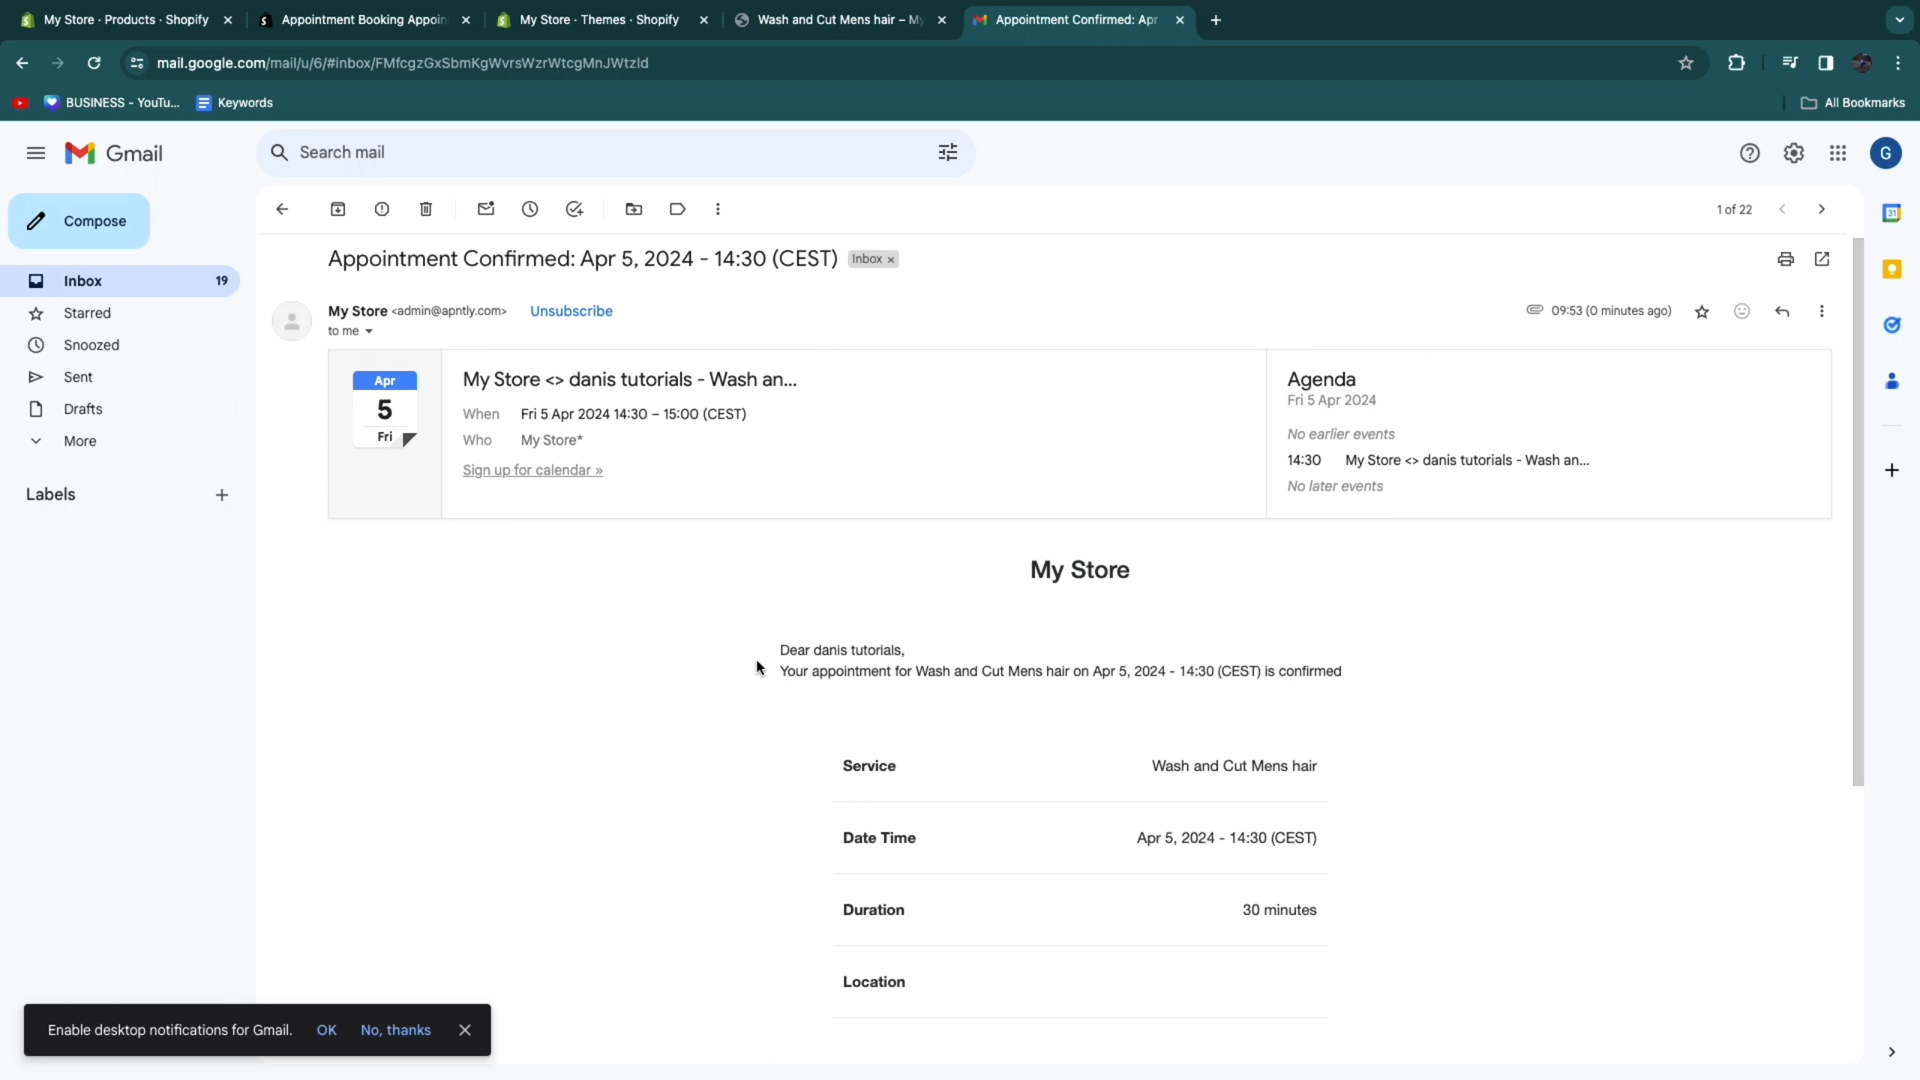 My Store · Products · Shopify
Appointment Booking Appoin
My Store · Themes · Shopify
Wash and Cut Mens hair – My
Appointment Confirmed: Apr
mail.google.com/mail/u/6/#inbox/FMfcgzGxSbmKgWvrsWzrWtcgMnJWtzld
BUSINESS - YouTu...
Keywords
All Bookmarks
Gmail
Search mail
G
Compose
1 of 22
31
Inbox 19
Starred
Snoozed
Sent
Drafts
More
Labels
Appointment Confirmed: Apr 5, 2024 - 14:30 (CEST) Inbox ×
My Store <admin@apntly.com> Unsubscribe
09:53 (0 minutes ago)
to me
Apr
5
Fri
My Store <> danis tutorials - Wash an...
When Fri 5 Apr 2024 14:30 – 15:00 (CEST)
Who My Store*
Sign up for calendar »
Agenda
Fri 5 Apr 2024
No earlier events
14:30 My Store <> danis tutorials - Wash an...
No later events
My Store
Dear danis tutorials,
Your appointment for Wash and Cut Mens hair on Apr 5, 2024 - 14:30 (CEST) is confirmed
Service Wash and Cut Mens hair
Date Time Apr 5, 2024 - 14:30 (CEST)
Duration 30 minutes
Location
Enable desktop notifications for Gmail. OK No, thanks